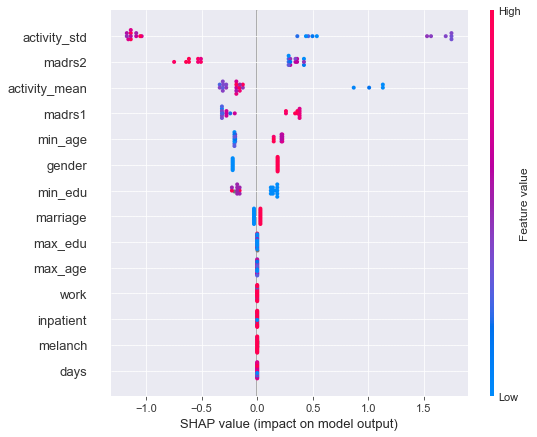 High
activity_std
madrs2
activity_mean
madrs1
min_age
gender
min_edu
marriage
max_edu
max_age
work
inpatient
melanch
days
Feature value
Low
−1.0 −0.5 0.0 0.5 1.0 1.5
SHAP value (impact on model output)